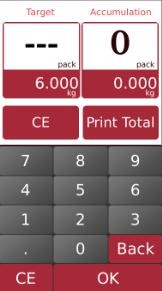 Target Accumulation
--- 0
pack pack
6.000 0.000
kg kg
CE Print Total
7 8 9
4 5 6
1 2 3
. 0 Back
CE OK